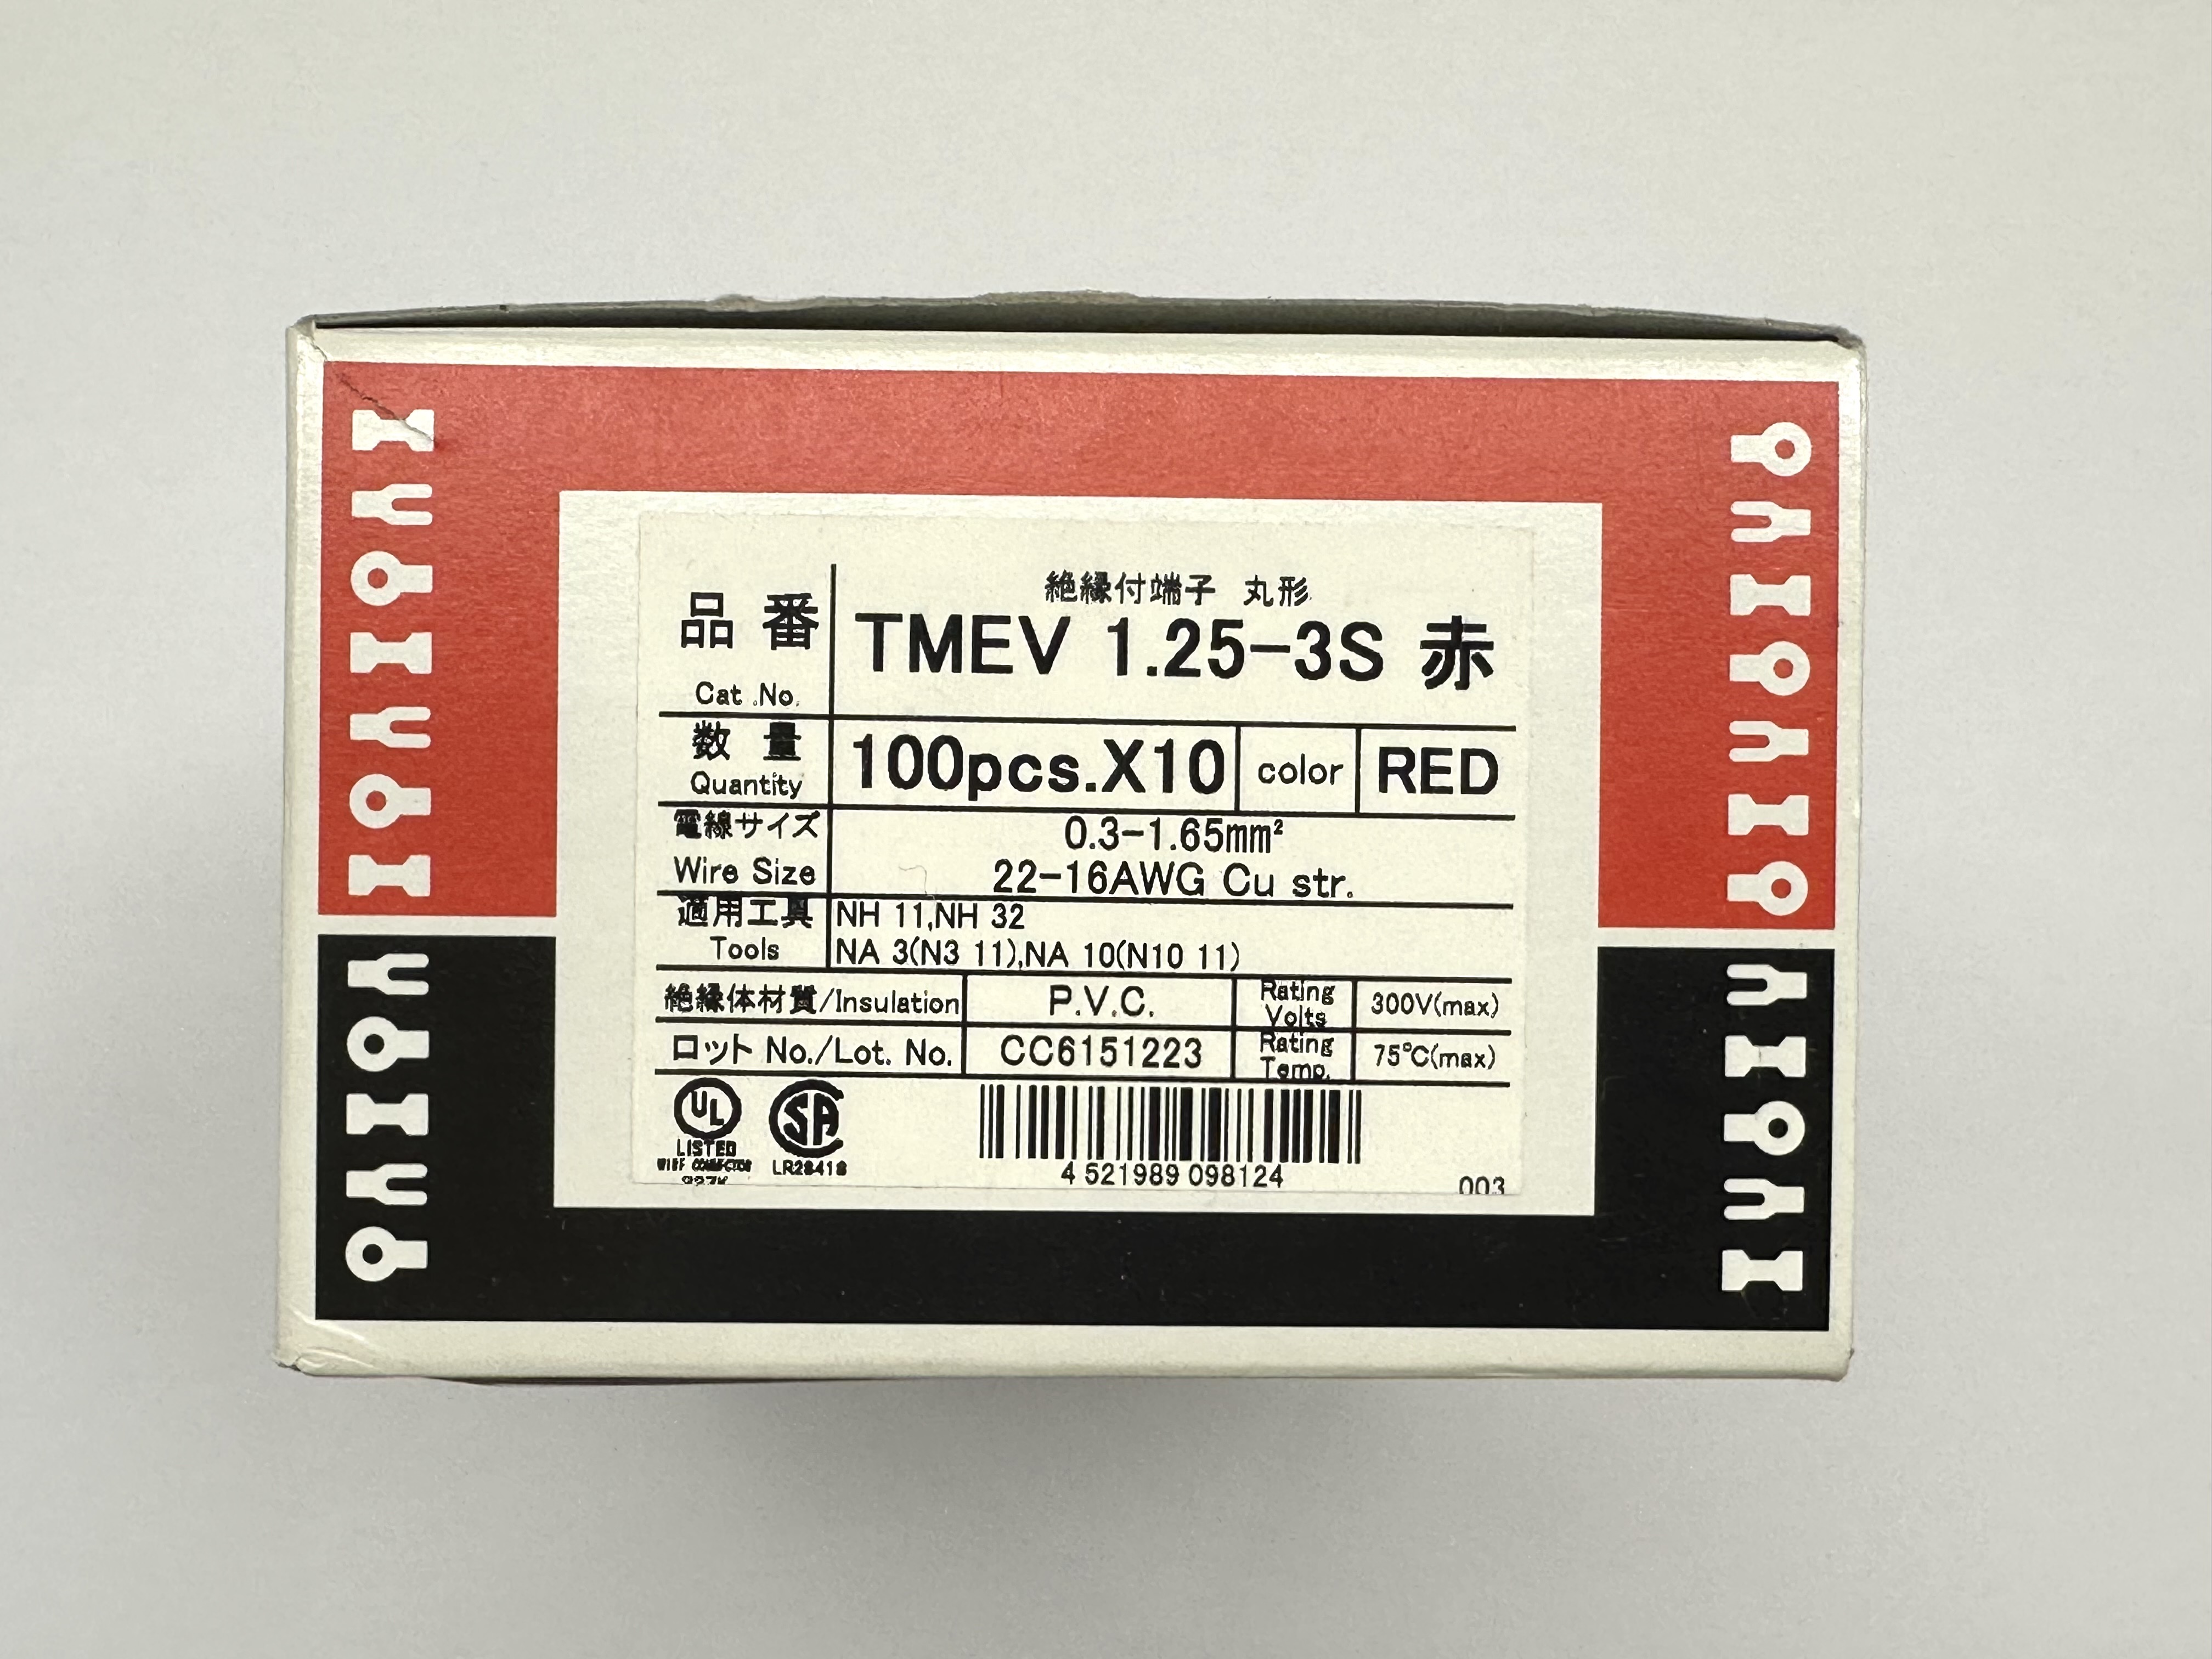 絶縁付端子 丸形
品 番 TMEV 1.25-3S 赤
Cat .No.
数 量 100pcs.X10 color RED
Quantity
電線サイズ 0.3-1.65mm²
Wire Size 22-16AWG Cu str.
適用工具 NH 11,NH 32
Tools NA 3(N3 11),NA 10(N10 11)
絶縁体材質/Insulation P.V.C. Rating Volts 300V(max)
ロット No./Lot. No. CC6151223 Rating Temp. 75℃(max)
UL SA
LISTED
WIRE CONNECTOR LR28418
4 521989 098124
003